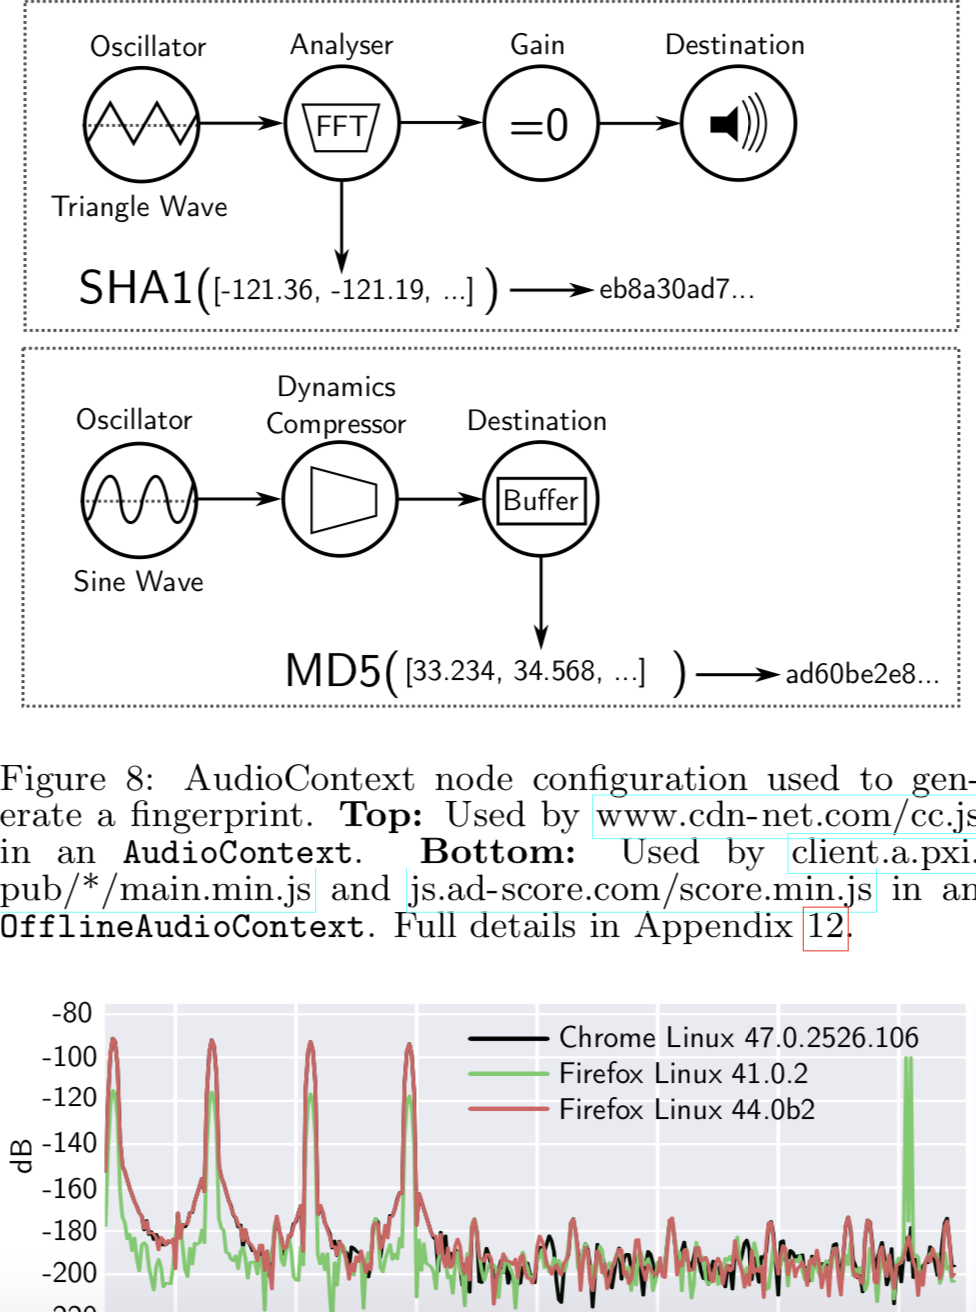 Oscillator Analyser Gain Destination
FFT =0
Triangle Wave
SHA1([-121.36, -121.19, ...] ) eb8a30ad7...
Dynamics
Oscillator Compressor Destination
Buffer
Sine Wave
MD5([33.234, 34.568, ...] ) ad60be2e8...
Figure 8: AudioContext node configuration used to gen-
erate a fingerprint. Top: Used by www.cdn-net.com/cc.js
in an AudioContext. Bottom: Used by client.a.pxi.
pub/*/main.min.js and js.ad-score.com/score.min.js in an
OfflineAudioContext. Full details in Appendix 12.
-80
Chrome Linux 47.0.2526.106
-100
Firefox Linux 41.0.2
-120
Firefox Linux 44.0b2
-140
dB
-160
-180
-200